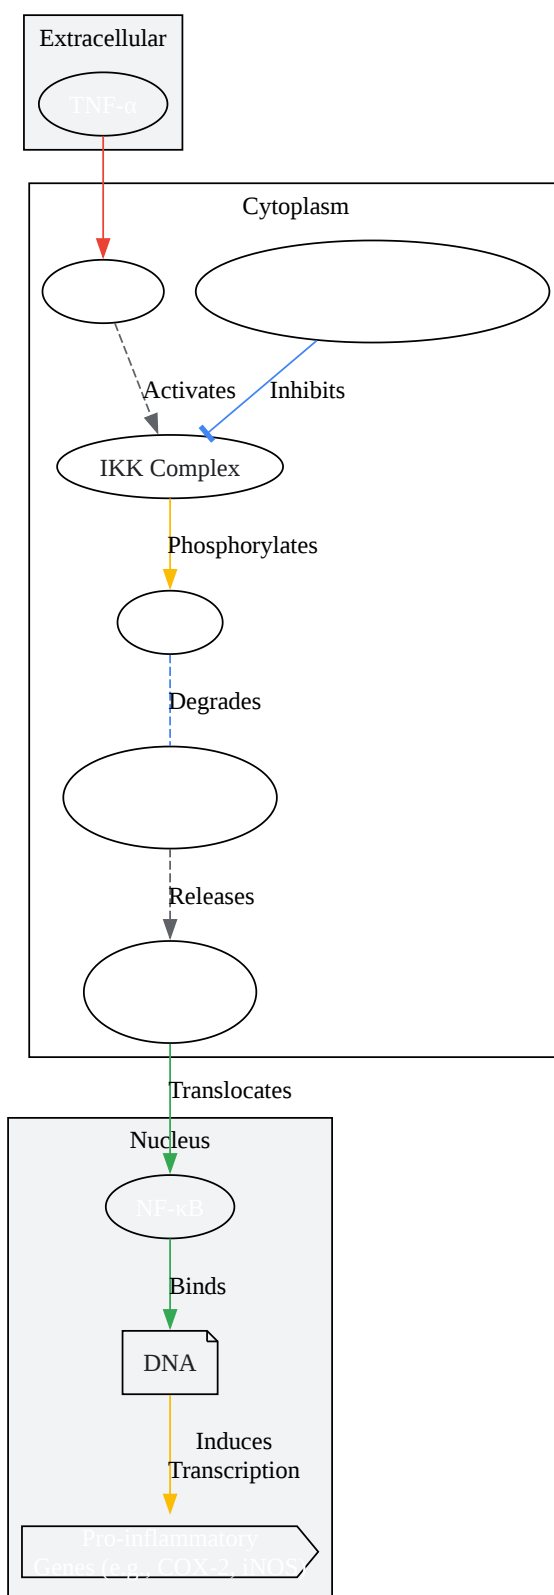 Extracellular
TNF-α
Cytoplasm
Activates
Inhibits
IKK Complex
Phosphorylates
Degrades
Releases
Translocates
Nucleus
NF-κB
Binds
DNA
Induces
Transcription
Pro-inflammatory
Genes (e.g., COX-2, iNOS)